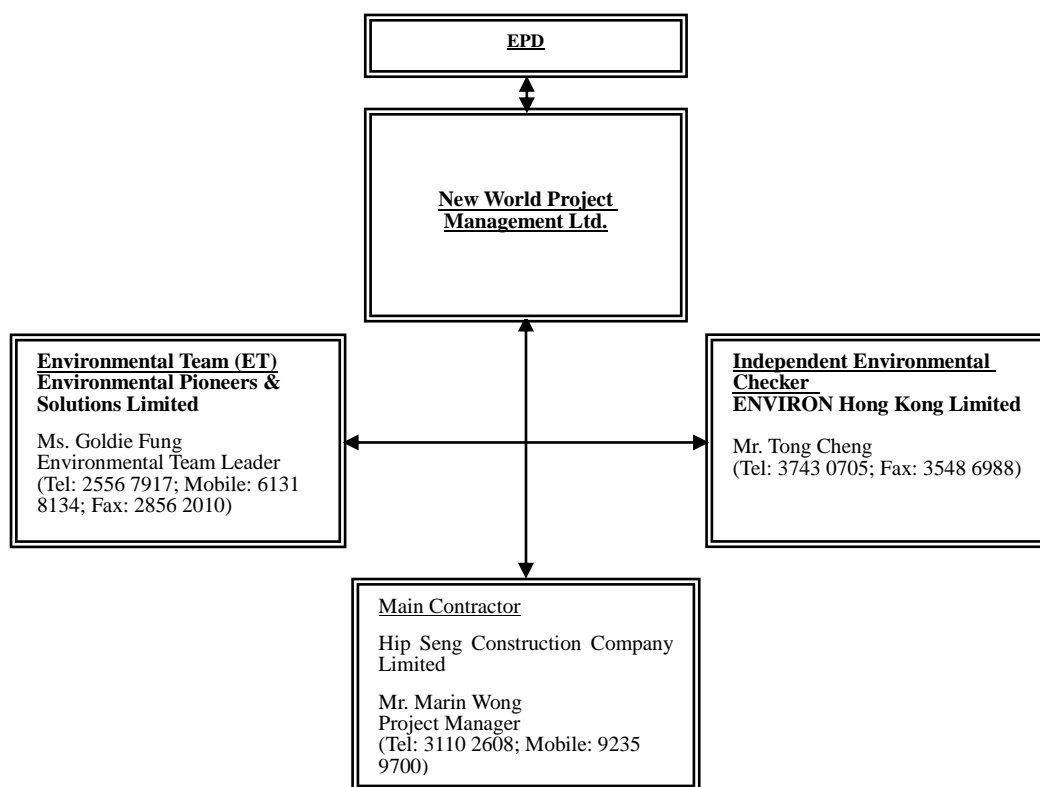 EPD
New World Project
Management Ltd.
Environmental Team (ET)
Environmental Pioneers &
Solutions Limited
Ms. Goldie Fung
Environmental Team Leader
(Tel: 2556 7917; Mobile: 6131
8134; Fax: 2856 2010)
Independent Environmental
Checker
ENVIRON Hong Kong Limited
Mr. Tong Cheng
(Tel: 3743 0705; Fax: 3548 6988)
Main Contractor
Hip Seng Construction Company
Limited
Mr. Marin Wong
Project Manager
(Tel: 3110 2608; Mobile: 9235
9700)